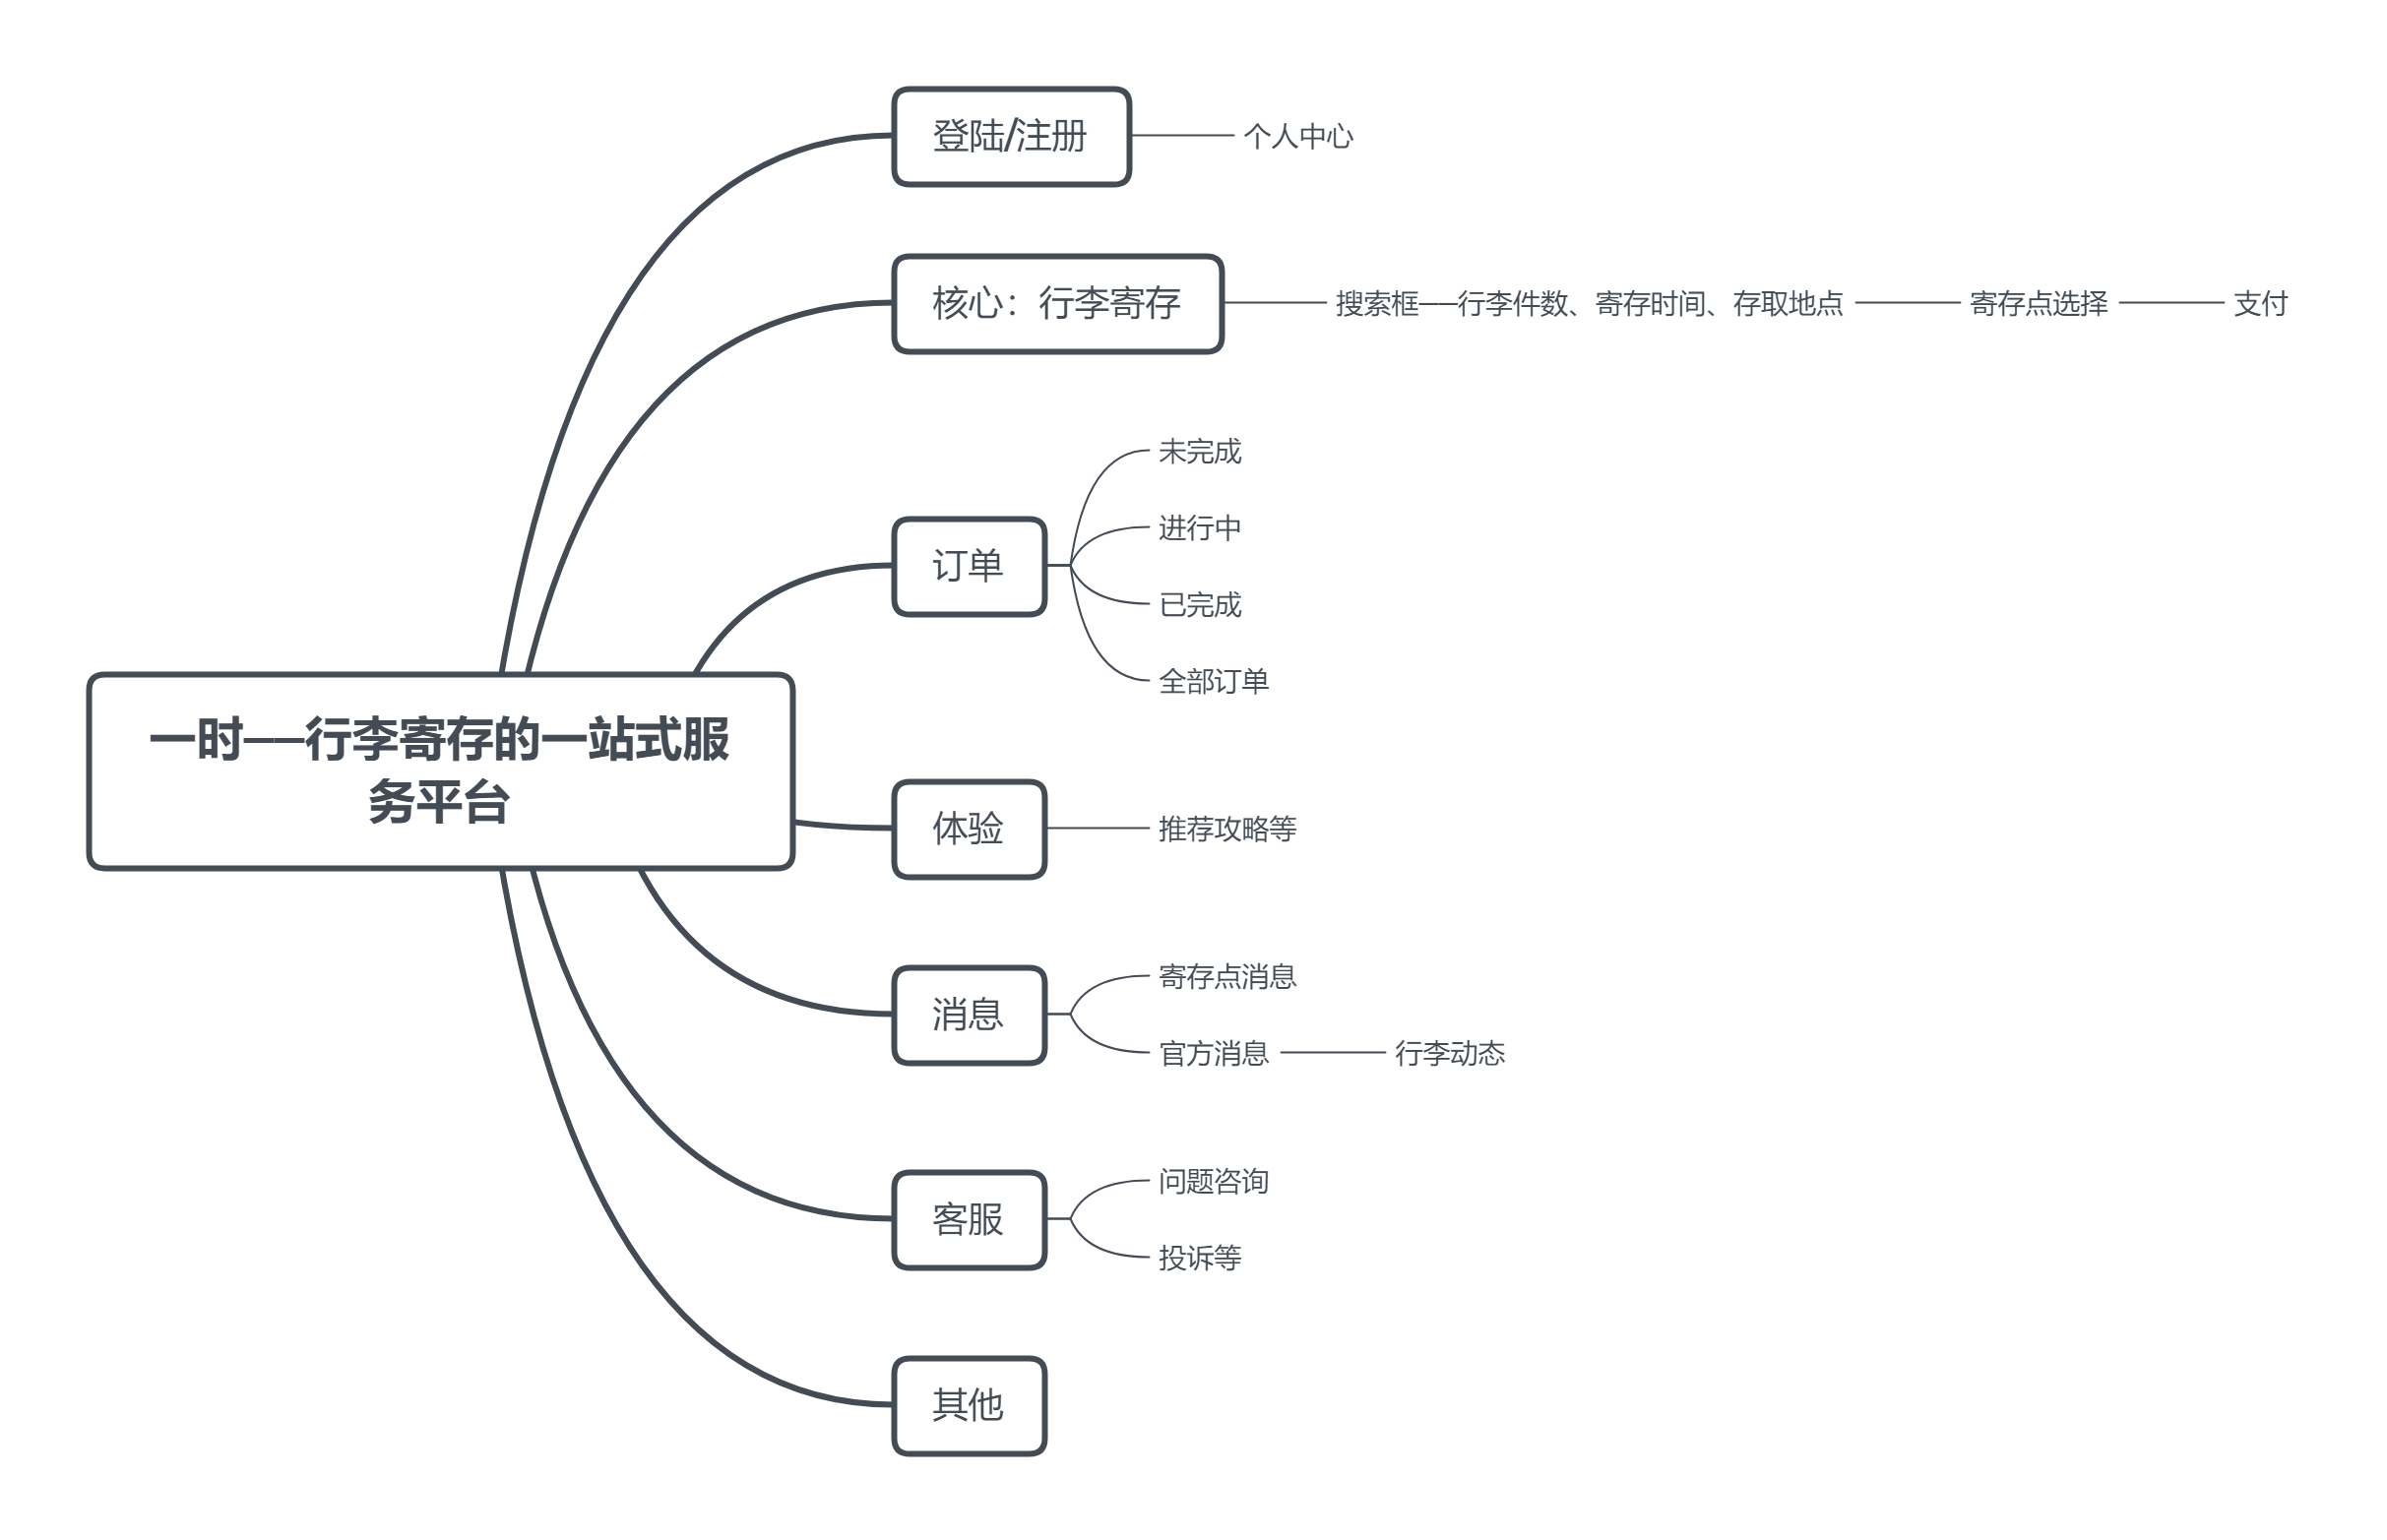 登陆/注册
个人中心
核心：行李寄存
搜索框——行李件数、寄存时间、存取地点
寄存点选择
支付
未完成
进行中
订单
已完成
全部订单
一时——行李寄存的一站式服
务平台
体验
推荐攻略等
寄存点消息
消息
官方消息
行李动态
问题咨询
客服
投诉等
其他